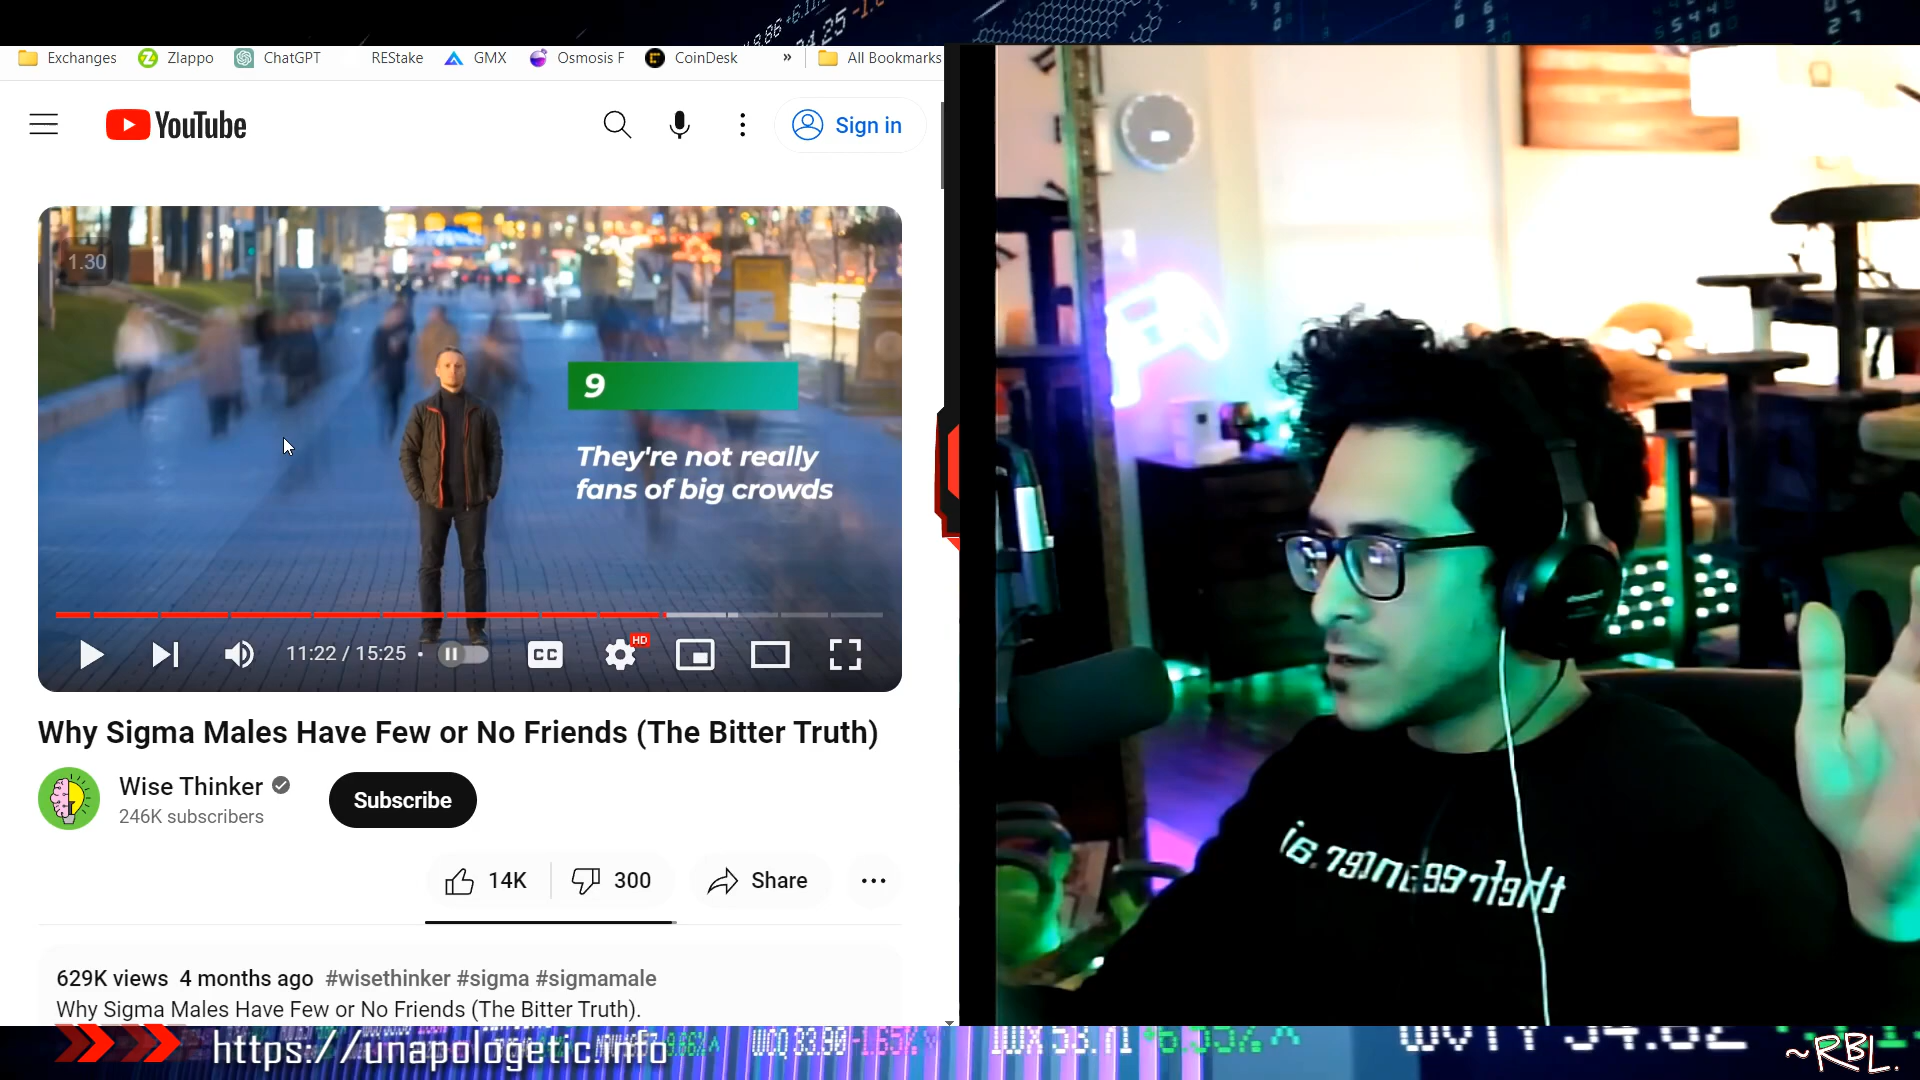 Exchanges Zlappo ChatGPT REStake GMX Osmosis F CoinDesk » All Bookmarks
YouTube Sign in
1.30
9
They're not really
fans of big crowds
HD
11:22 / 15:25 CC
Why Sigma Males Have Few or No Friends (The Bitter Truth)
Wise Thinker
246K subscribers
Subscribe
14K 300 Share
629K views 4 months ago #wisethinker #sigma #sigmamale
Why Sigma Males Have Few or No Friends (The Bitter Truth).
https://unapologetic.info
~RBL.